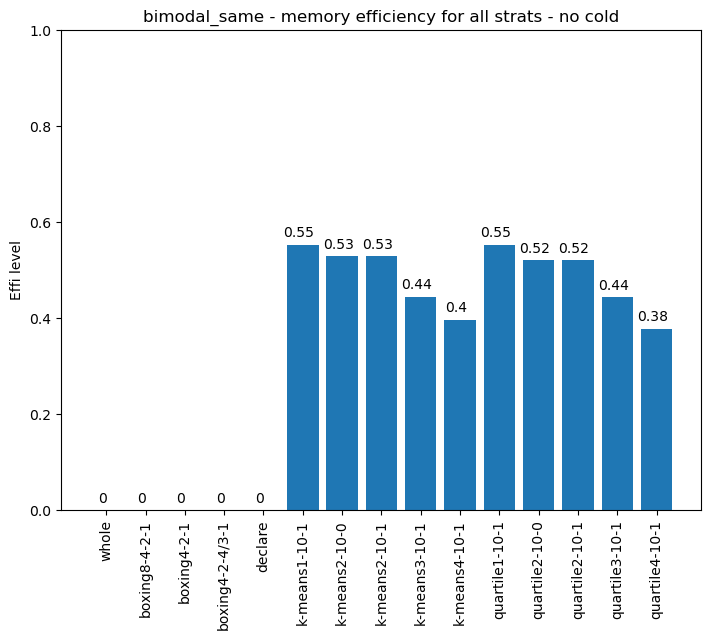 bimodal_same - memory efficiency for all strats - no cold
Effi level
1.0
0.8
0.6
0.4
0.2
0.0
0
0
0
0
0
0.55
0.53
0.53
0.44
0.4
0.55
0.52
0.52
0.44
0.38
whole
boxing8-4-2-1
boxing4-2-1
boxing4-2-4/3-1
declare
k-means1-10-1
k-means2-10-0
k-means2-10-1
k-means3-10-1
k-means4-10-1
quartile1-10-1
quartile2-10-0
quartile2-10-1
quartile3-10-1
quartile4-10-1